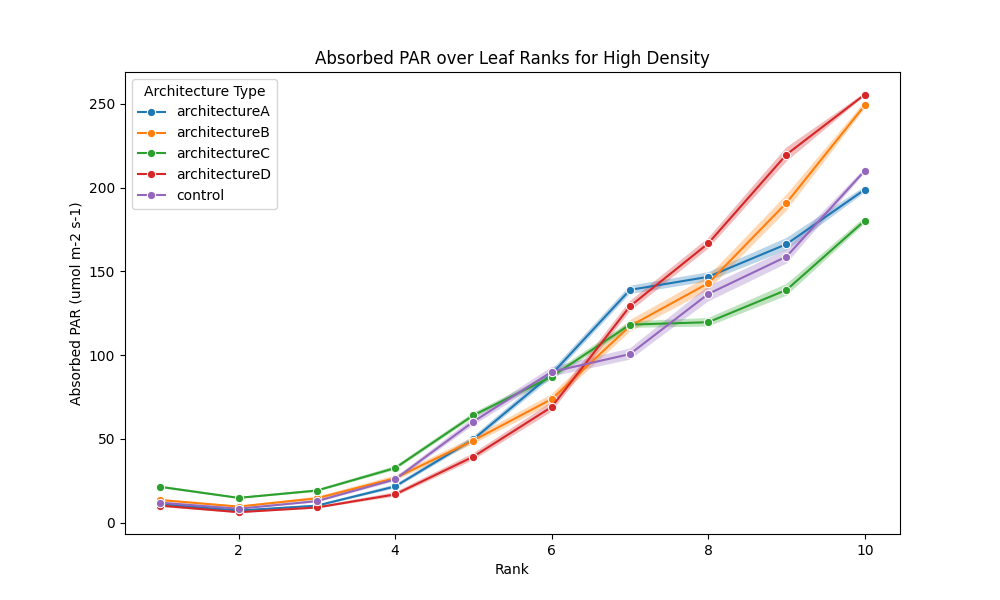 Absorbed PAR over Leaf Ranks for High Density
Architecture Type
architectureA
architectureB
architectureC
architectureD
control
250
200
150
100
50
0
Absorbed PAR (umol m-2 s-1)
2 4 6 8 10
Rank